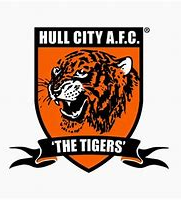 HULL CITY A.F.C.®
'THE TIGERS'